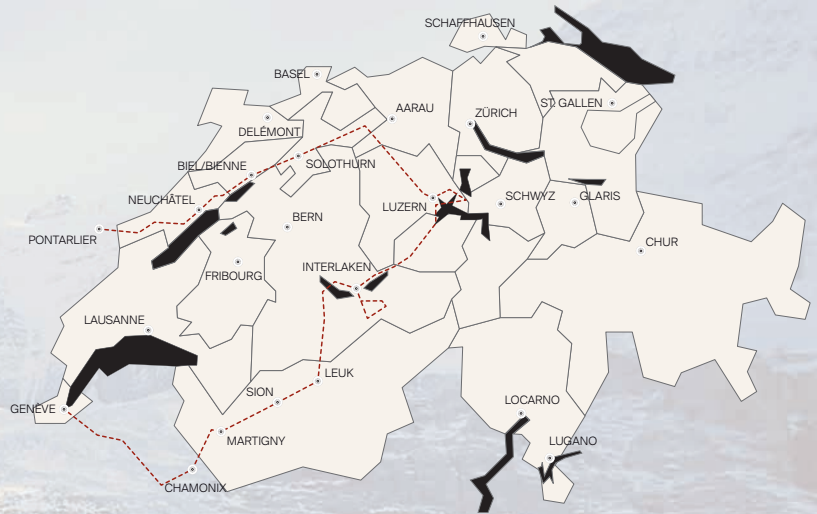 SCHAFFHAUSEN
BASEL
AARAU
ZÜRICH
ST. GALLEN
DELÉMONT
BIEL/BIENNE
SOLOTHURN
NEUCHÂTEL
LUZERN
SCHWYZ
GLARIS
BERN
PONTARLIER
CHUR
INTERLAKEN
FRIBOURG
LAUSANNE
LEUK
SION
LOCARNO
GENÈVE
MARTIGNY
LUGANO
CHAMONIX